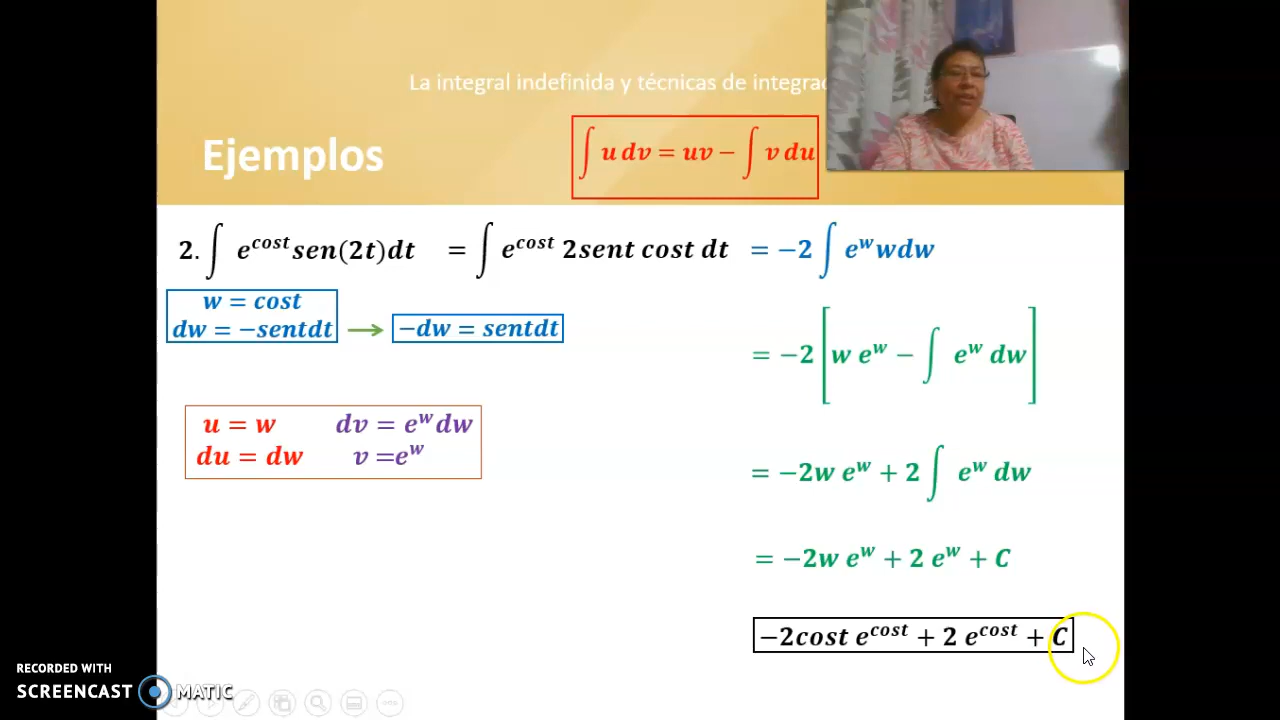 La integral indefinida y técnicas de integrac
Ejemplos
∫ u dv = uv − ∫ v du
2. ∫ e^{cost} sen(2t)dt = ∫ e^{cost} 2sent cost dt = −2 ∫ e^w wdw
w = cost
dw = −sentdt → −dw = sentdt
= −2 [w e^w − ∫ e^w dw]
u = w dv = e^w dw
du = dw v =e^w
= −2w e^w + 2 ∫ e^w dw
= −2w e^w + 2 e^w + C
−2cost e^{cost} + 2 e^{cost} + C
RECORDED WITH
SCREENCAST MATIC